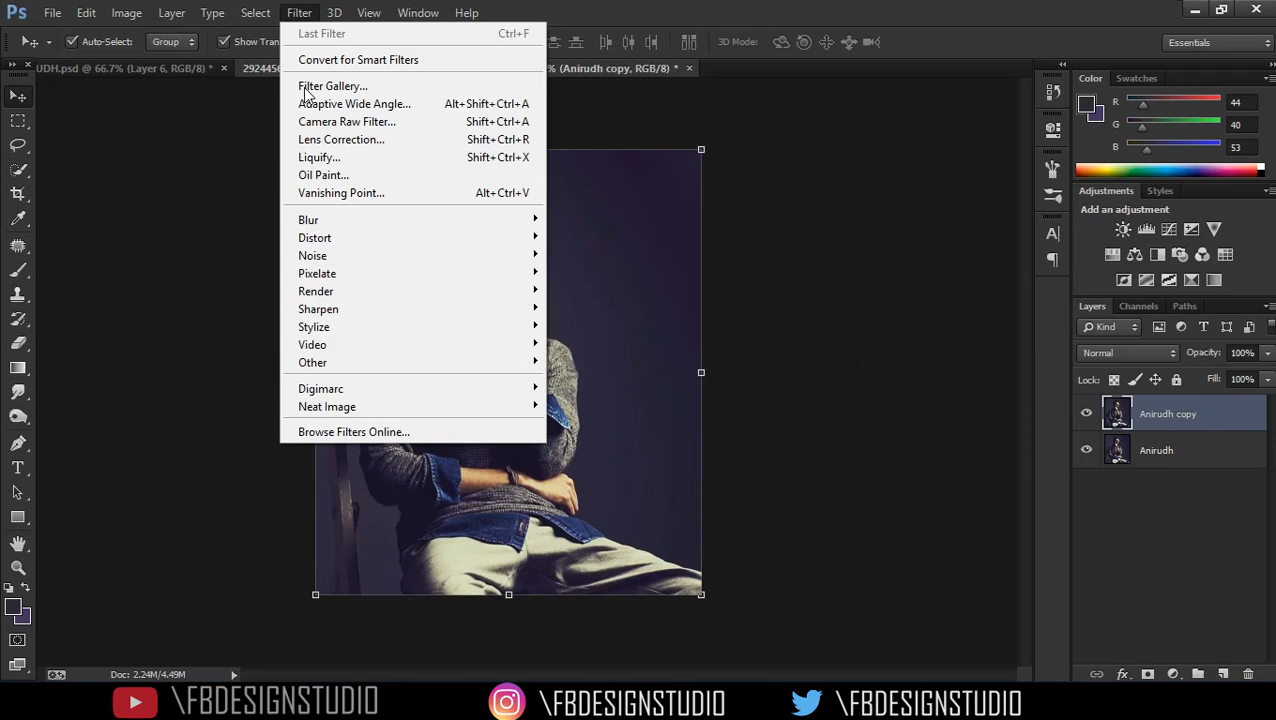 Ps File Edit Image Layer Type Select Filter 3D View Window Help
Auto-Select: Group Show Tran 3D Mode: Essentials
UDH.psd @ 66.7% (Layer 6, RGB/8) * × 2924456 % (Anirudh copy, RGB/8) * ×
Last Filter Ctrl+F
Convert for Smart Filters
Filter Gallery...
Adaptive Wide Angle... Alt+Shift+Ctrl+A
Camera Raw Filter... Shift+Ctrl+A
Lens Correction... Shift+Ctrl+R
Liquify... Shift+Ctrl+X
Oil Paint...
Vanishing Point... Alt+Ctrl+V
Blur
Distort
Noise
Pixelate
Render
Sharpen
Stylize
Video
Other
Digimarc
Neat Image
Browse Filters Online...
Color Swatches
R 44
G 40
B 53
Adjustments Styles
Add an adjustment
Layers Channels Paths
Kind
Normal Opacity: 100%
Lock: Fill: 100%
Anirudh copy
Anirudh
Doc: 2.24M/4.49M
\FBDESIGNSTUDIO \FBDESIGNSTUDIO \FBDESIGNSTUDIO